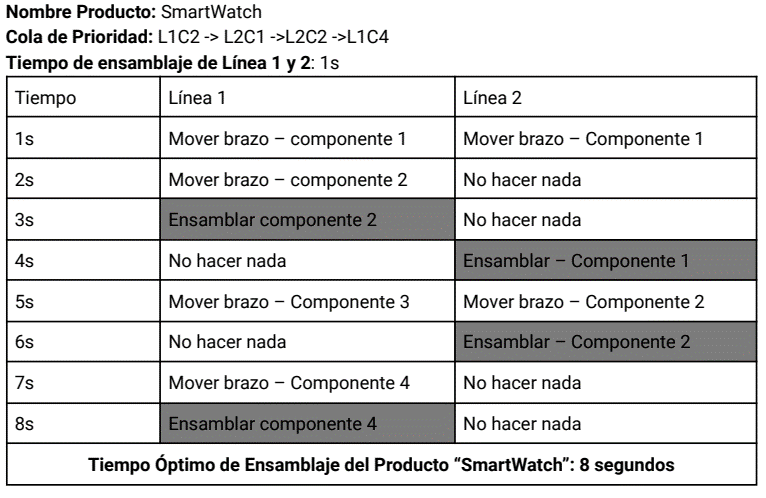 Nombre Producto: SmartWatch
Cola de Prioridad: L1C2 -> L2C1 ->L2C2 ->L1C4
Tiempo de ensamblaje de Línea 1 y 2: 1s
Tiempo Línea 1 Línea 2
1s Mover brazo – componente 1 Mover brazo – Componente 1
2s Mover brazo – componente 2 No hacer nada
3s Ensamblar componente 2 No hacer nada
4s No hacer nada Ensamblar – Componente 1
5s Mover brazo – Componente 3 Mover brazo – Componente 2
6s No hacer nada Ensamblar – Componente 2
7s Mover brazo – Componente 4 No hacer nada
8s Ensamblar componente 4 No hacer nada
Tiempo Óptimo de Ensamblaje del Producto “SmartWatch”: 8 segundos